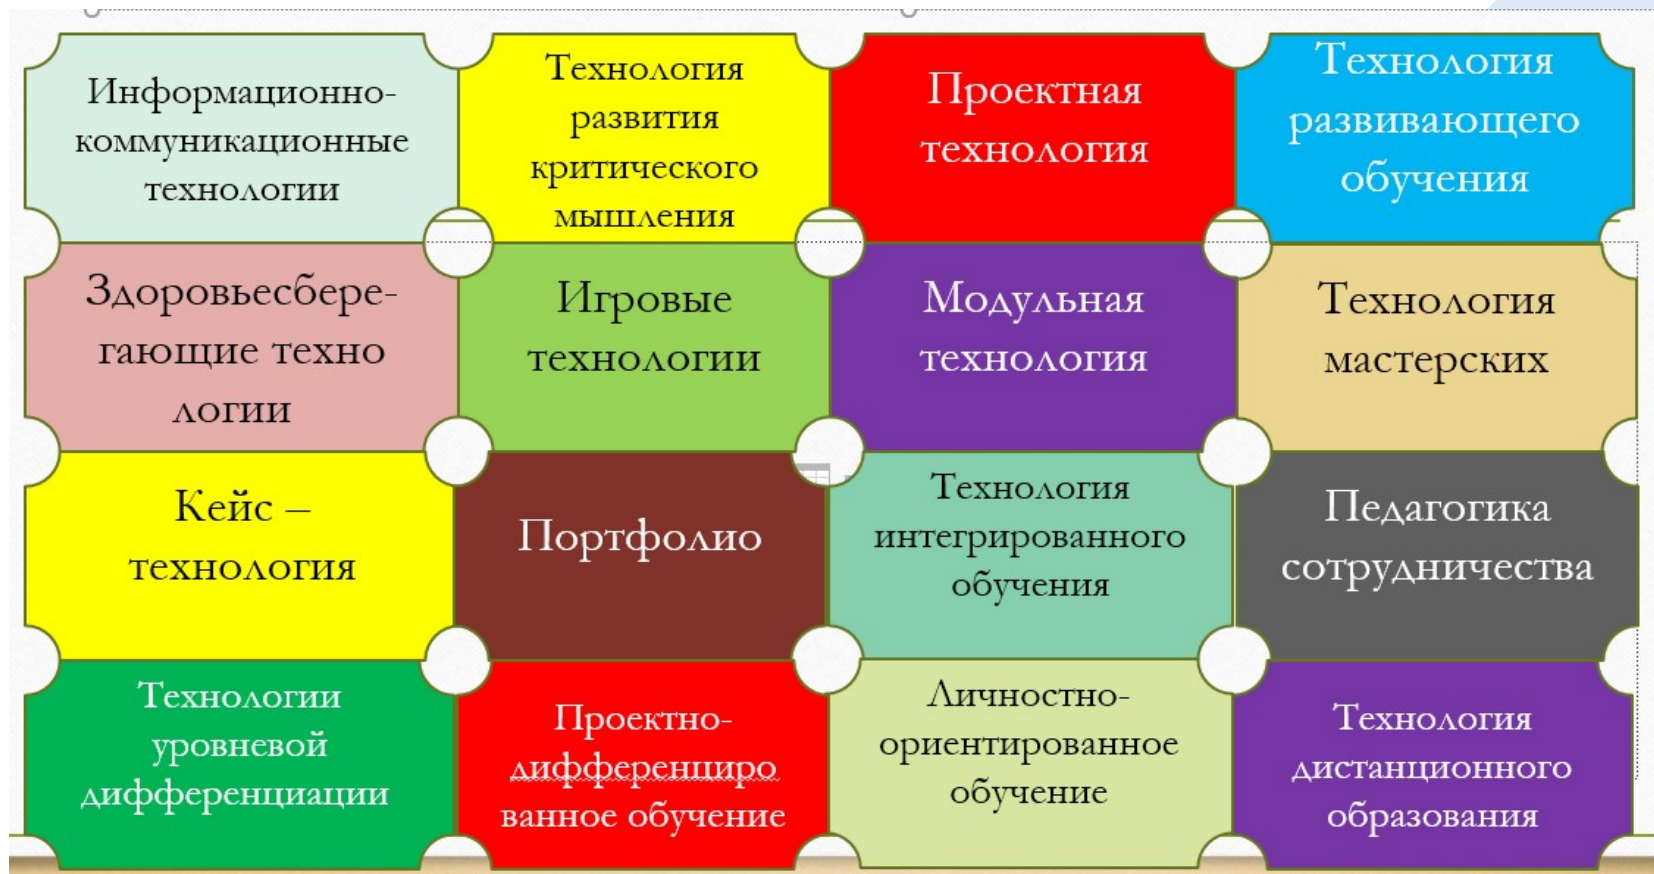 Информационно-
коммуникационные
технологии
Технология
развития
критического
мышления
Проектная
технология
Технология
развивающего
обучения
Здоровьесбере-
гающие техно
логии
Игровые
технологии
Модульная
технология
Технология
мастерских
Кейс –
технология
Портфолио
Технология
интегрированного
обучения
Педагогика
сотрудничества
Технологии
уровневой
дифференциации
Проектно-
дифференциро
ванное обучение
Личностно-
ориентированное
обучение
Технология
дистанционного
образования